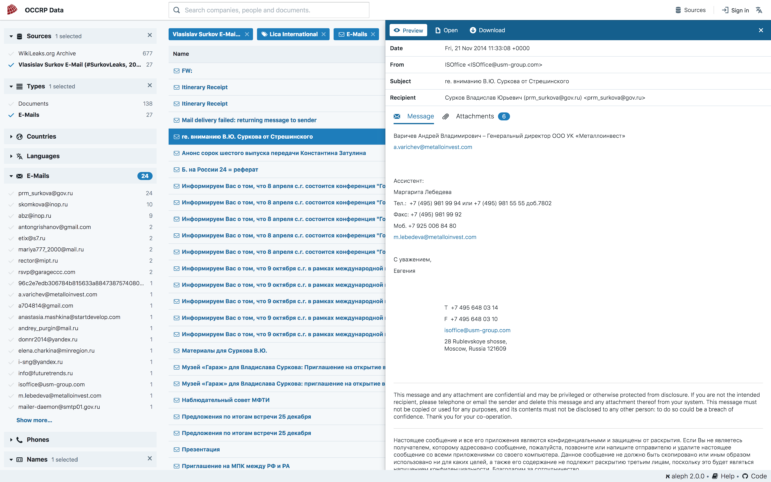 OCCRP Data
Search companies, people and documents.
Sources
Sign in
Sources 1 selected
WikiLeaks.org Archive 677
Vlasislav Surkov E-Mail (#SurkovLeaks, 20... 27
Types 1 selected
Documents 136
E-Mails 27
Countries
Languages
E-Mails 24
prm_surkova@gov.ru 24
skomkova@inop.ru 10
abz@inop.ru 9
antongrishanov@gmail.com 2
etix@s7.ru 2
mariya777_2000@mail.ru 2
rector@mipt.ru 2
rsvp@garageccc.com 2
96c2e7edb306784b815633a8847387574080... 1
a.varichev@metalloinvest.com 1
a704814@gmail.com 1
anastasia.mashkina@startdevelop.com 1
andrey_purgin@mail.ru 1
donnr2014@yandex.ru 1
elena.charkina@minregion.ru 1
i-sng@yandex.ru 1
info@futuretrends.ru 1
isoffice@usm-group.com 1
m.lebedeva@metalloinvest.com 1
mailer-daemon@smtp01.gov.ru 1
Show more...
Phones
Names 1 selected
Vlasislav Surkov E-Mai...
Lica International
E-Mails
Name
FW:
Itinerary Receipt
Itinerary Receipt
Mail delivery failed: returning message to sender
re. вниманию В.Ю. Суркова от Стрешинского
Анонс сорок шестого выпуска передачи Константина Затулина
Б. на России 24 = реферат
Информируем Вас о том, что 8 апреля с.г. состоится конференция "Го
Информируем Вас о том, что 8 апреля с.г. состоится конференция "Го
Информируем Вас о том, что 8 апреля с.г. состоится конференция "Го
Информируем Вас о том, что 8 апреля с.г. состоится конференция "Го
Информируем Вас о том, что 8 апреля с.г. состоится конференция "Го
Информируем Вас о том, что 9 октября с.г. в рамках международной
Информируем Вас о том, что 9 октября с.г. в рамках международной
Информируем Вас о том, что 9 октября с.г. в рамках международной
Информируем Вас о том, что 9 октября с.г. в рамках международной
Информируем Вас о том, что 9 октября с.г. в рамках международной
Материалы для Суркова В.Ю.
Музей «Гараж» для Владислава Суркова: Приглашение на открытие в
Музей «Гараж» для Владислава Суркова: приглашение на открытие в
Наблюдательный совет МФТИ
Предложения по итогам встречи 25 декабря
Предложения по итогам встречи 25 декабря
Презентация
Приглашения на МПК между РФ и РА
Preview
Open
Download
Date Fri, 21 Nov 2014 11:33:08 +0000
From ISOffice <ISOffice@usm-group.com>
Subject re. вниманию В.Ю. Суркова от Стрешинского
Recipient Сурков Владислав Юрьевич (prm_surkova@gov.ru) <prm_surkova@gov.ru>
Message
Attachments 6
Варичев Андрей Владимирович – Генеральный директор ООО УК «Металлоинвест»
a.varichev@metalloinvest.com
Ассистент:
Маргарита Лебедева
Тел.: +7 (495) 981 99 94 или +7 (495) 981 55 55 доб.7802
Факс: +7 (495) 981 99 92
Моб. +7 925 006 84 80
m.lebedeva@metalloinvest.com
С уважением,
Евгения
T +7 495 648 03 14
F +7 495 648 03 10
isoffice@usm-group.com
28 Rublevskoye shosse,
Moscow, Russia 121609
This message and any attachment are confidential and may be privileged or otherwise protected from disclosure. If you are not the intended
recipient, please telephone or email the sender and delete this message and any attachment thereof from your system. This message must
not be copied or used for any purposes, and its contents must not be disclosed to any other person: to do so could be a breach of
confidence. Thank you for your co-operation.
Настоящее сообщение и все его приложения являются конфиденциальными и защищены от раскрытия. Если Вы не являетесь
получателем, которому адресовано сообщение, пожалуйста, позвоните или напишите отправителю и удалите настоящее
сообщение со всеми приложениями со своего компьютера. Данное сообщение не должно быть скопировано или иным образом
использовано ни для каких целей, а также его содержание не подлежит раскрытию третьим лицам, поскольку это будет являться
нарушением конфиденциальности. Благодарим за сотрудничество.
aleph 2.0.0 • Help • Code